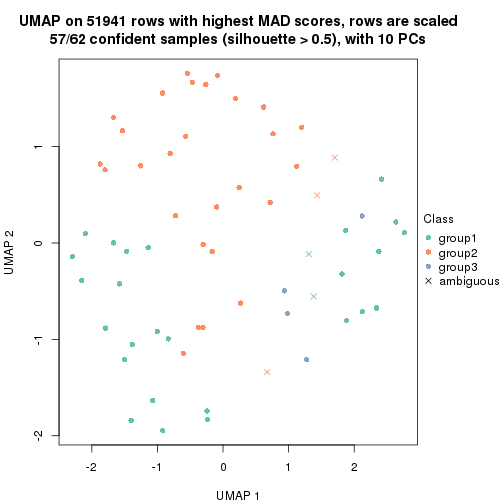 UMAP on 51941 rows with highest MAD scores, rows are scaled
57/62 confident samples (silhouette > 0.5), with 10 PCs
1
0
-1
-2
UMAP 2
-2
-1
0
1
2
UMAP 1
Class
group1
group2
group3
ambiguous